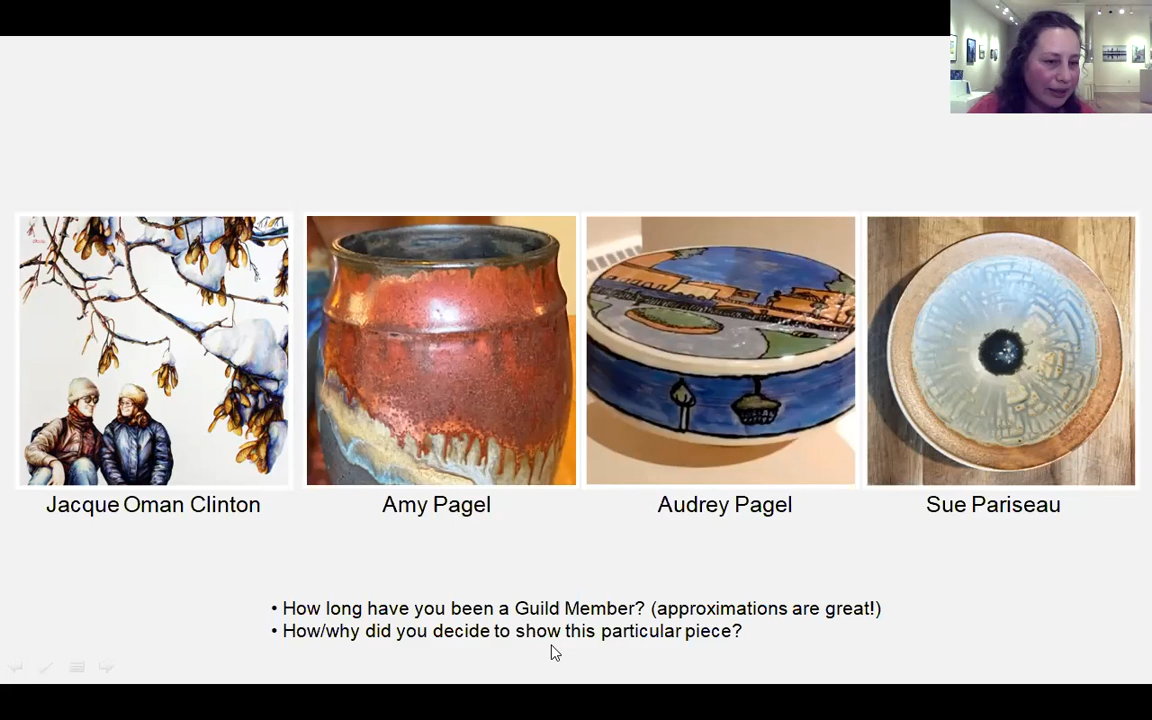 Jacque Oman Clinton
Amy Pagel
Audrey Pagel
Sue Pariseau
• How long have you been a Guild Member? (approximations are great!)
• How/why did you decide to show this particular piece?